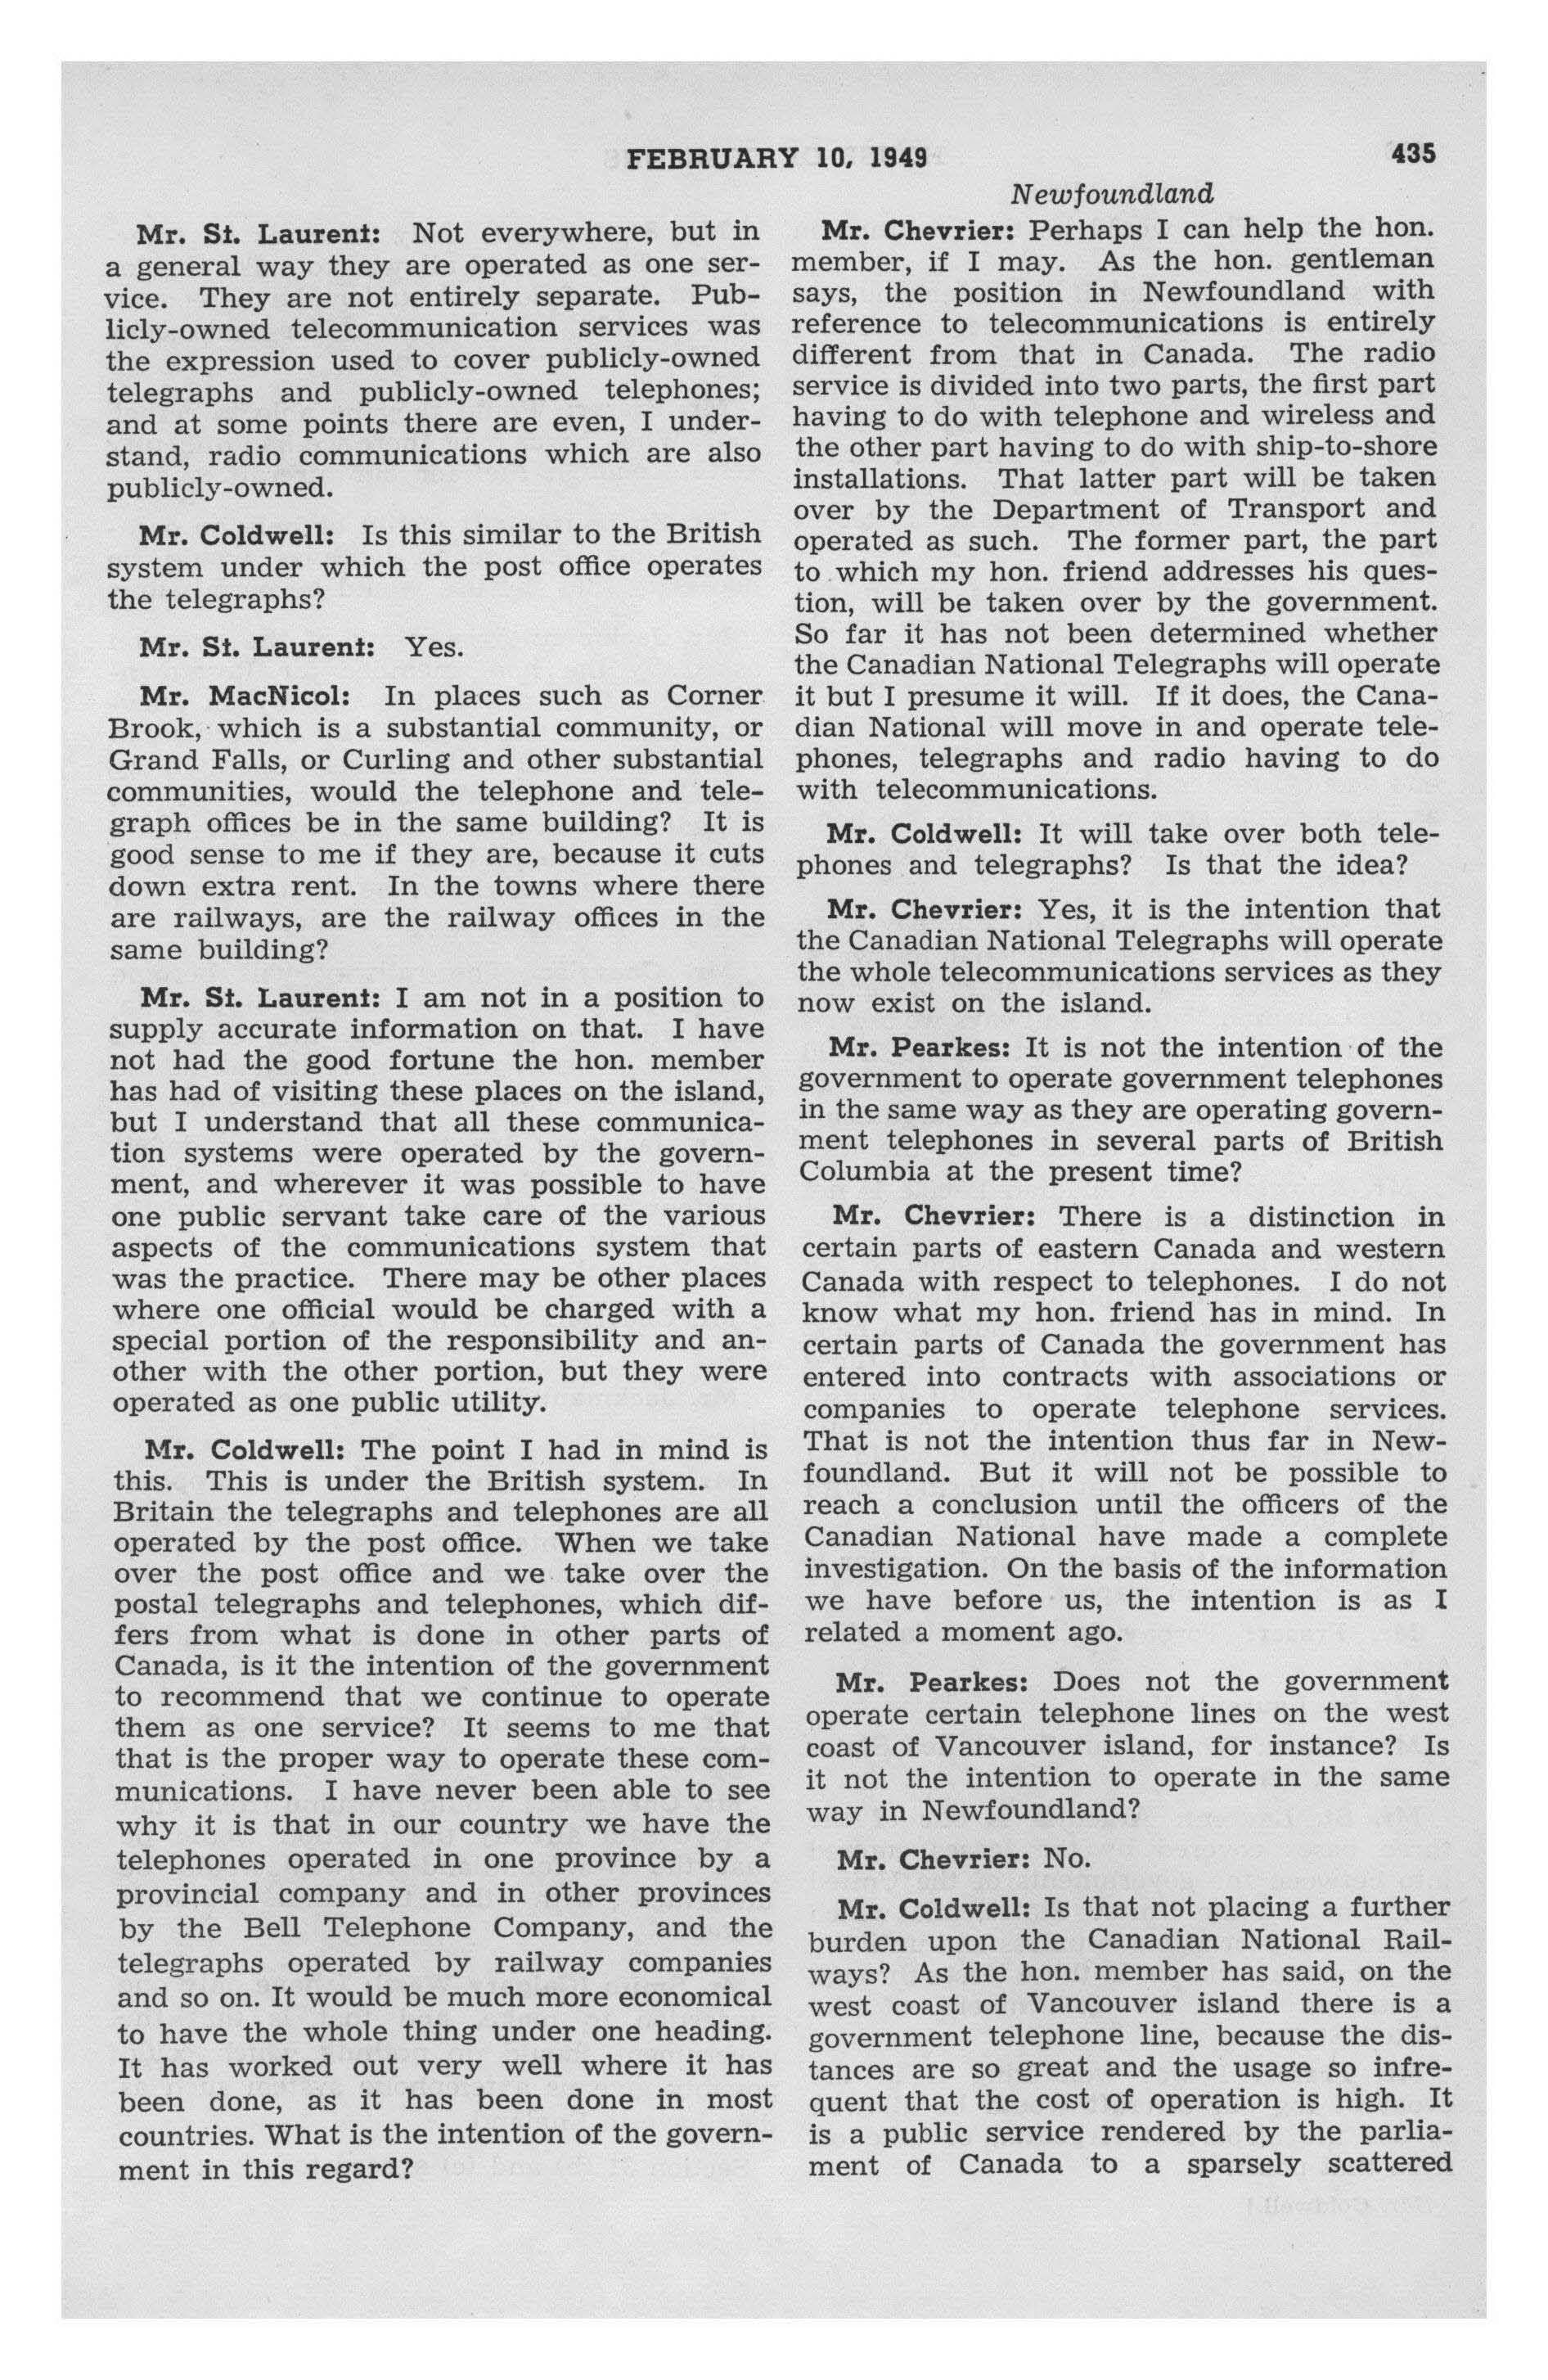 FEBRUARY 10, 1949
435
Newfoundland
Mr. St. Laurent: Not everywhere, but in
a general way they are operated as one ser-
vice. They are not entirely separate. Pub-
licly-owned telecommunication services was
the expression used to cover publicly-owned
telegraphs and publicly-owned telephones;
and at some points there are even, I under-
stand, radio communications which are also
publicly-owned.
Mr. Coldwell: Is this similar to the British
system under which the post office operates
the telegraphs?
Mr. St. Laurent: Yes.
Mr. MacNicol: In places such as Corner
Brook, which is a substantial community, or
Grand Falls, or Curling and other substantial
communities, would the telephone and tele-
graph offices be in the same building? It is
good sense to me if they are, because it cuts
down extra rent. In the towns where there
are railways, are the railway offices in the
same building?
Mr. St. Laurent: I am not in a position to
supply accurate information on that. I have
not had the good fortune the hon. member
has had of visiting these places on the island,
but I understand that all these communica-
tion systems were operated by the govern-
ment, and wherever it was possible to have
one public servant take care of the various
aspects of the communications system that
was the practice. There may be other places
where one official would be charged with a
special portion of the responsibility and an-
other with the other portion, but they were
operated as one public utility.
Mr. Coldwell: The point I had in mind is
this. This is under the British system. In
Britain the telegraphs and telephones are all
operated by the post office. When we take
over the post office and we take over the
postal telegraphs and telephones, which dif-
fers from what is done in other parts of
Canada, is it the intention of the government
to recommend that we continue to operate
them as one service? It seems to me that
that is the proper way to operate these com-
munications. I have never been able to see
why it is that in our country we have the
telephones operated in one province by a
provincial company and in other provinces
by the Bell Telephone Company, and the
telegraphs operated by railway companies
and so on. It would be much more economical
to have the whole thing under one heading.
It has worked out very well where it has
been done, as it has been done in most
countries. What is the intention of the govern-
ment in this regard?
Mr. Chevrier: Perhaps I can help the hon.
member, if I may. As the hon. gentleman
says, the position in Newfoundland with
reference to telecommunications is entirely
different from that in Canada. The radio
service is divided into two parts, the first part
having to do with telephone and wireless and
the other part having to do with ship-to-shore
installations. That latter part will be taken
over by the Department of Transport and
operated as such. The former part, the part
to which my hon. friend addresses his ques-
tion, will be taken over by the government.
So far it has not been determined whether
the Canadian National Telegraphs will operate
it but I presume it will. If it does, the Cana-
dian National will move in and operate tele-
phones, telegraphs and radio having to do
with telecommunications.
Mr. Coldwell: It will take over both tele-
phones and telegraphs? Is that the idea?
Mr. Chevrier: Yes, it is the intention that
the Canadian National Telegraphs will operate
the whole telecommunications services as they
now exist on the island.
Mr. Pearkes: It is not the intention of the
government to operate government telephones
in the same way as they are operating govern-
ment telephones in several parts of British
Columbia at the present time?
Mr. Chevrier: There is a distinction in
certain parts of eastern Canada and western
Canada with respect to telephones. I do not
know what my hon. friend has in mind. In
certain parts of Canada the government has
entered into contracts with associations or
companies to operate telephone services.
That is not the intention thus far in New-
foundland. But it will not be possible to
reach a conclusion until the officers of the
Canadian National have made a complete
investigation. On the basis of the information
we have before us, the intention is as I
related a moment ago.
Mr. Pearkes: Does not the government
operate certain telephone lines on the west
coast of Vancouver island, for instance? Is
it not the intention to operate in the same
way in Newfoundland?
Mr. Chevrier: No.
Mr. Coldwell: Is that not placing a further
burden upon the Canadian National Rail-
ways? As the hon. member has said, on the
west coast of Vancouver island there is a
government telephone line, because the dis-
tances are so great and the usage so infre-
quent that the cost of operation is high. It
is a public service rendered by the parlia-
ment of Canada to a sparsely scattered